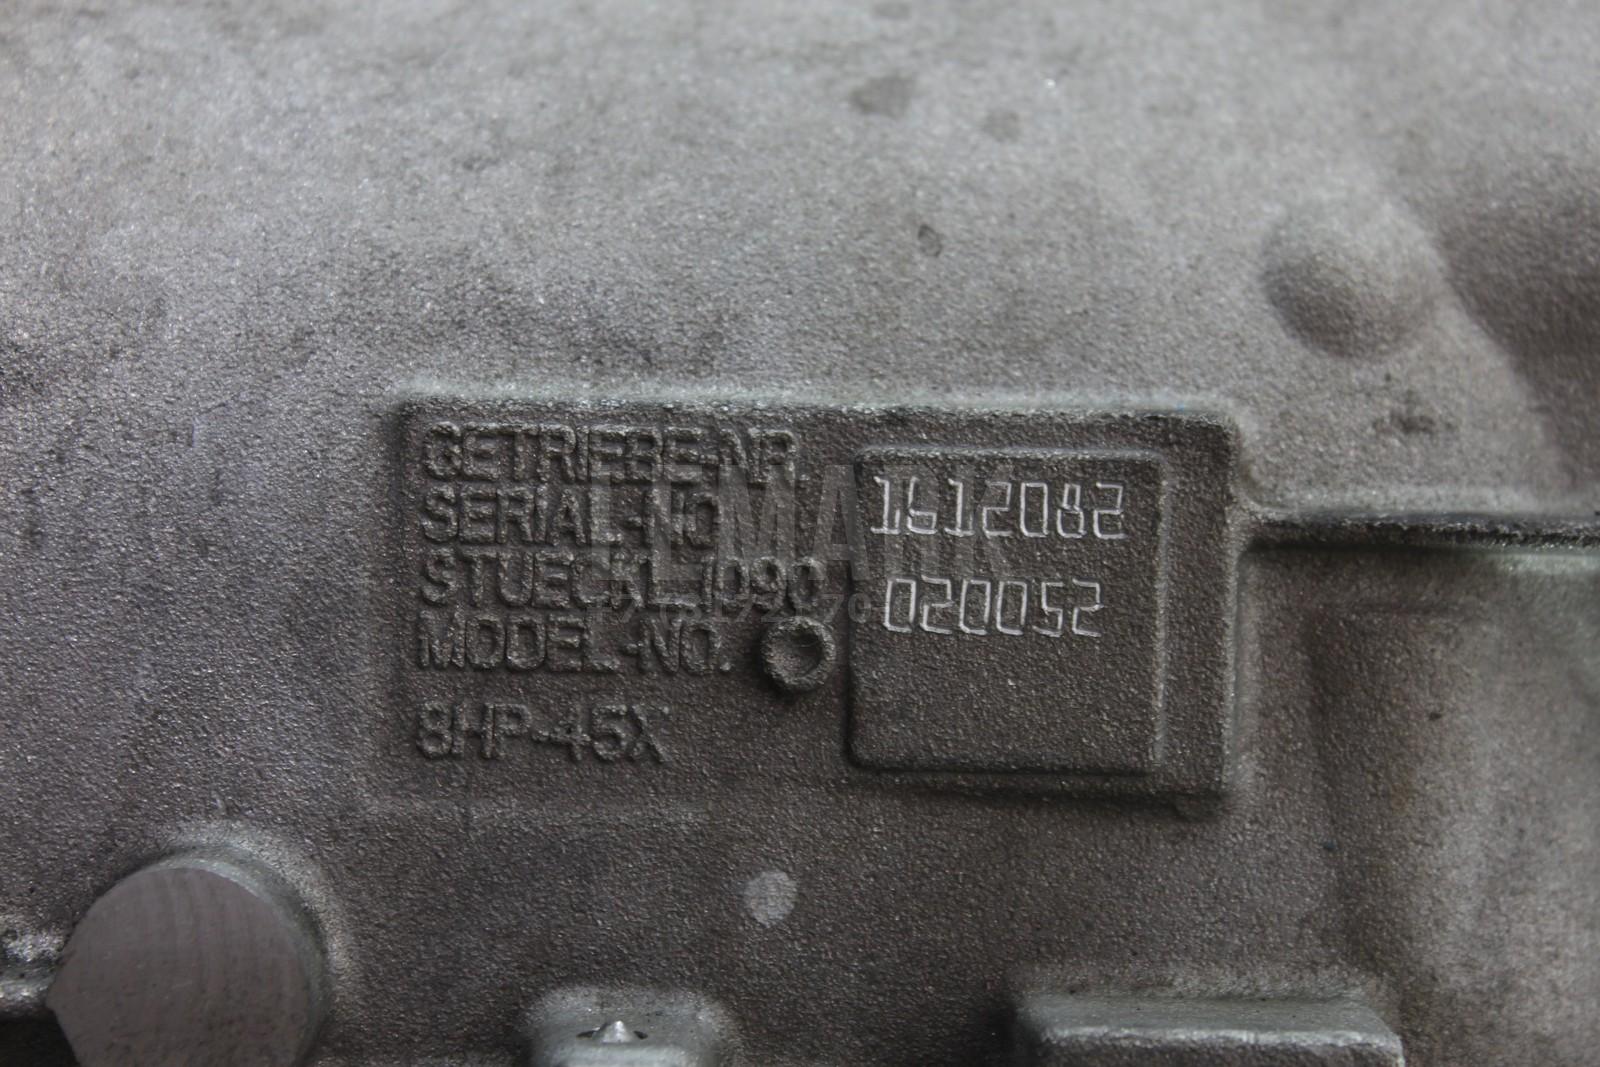 GETRIEBE-NR.
SERIAL-NO.
1612082
STUECKL. 1090
020052
MODEL-NO.
8HP-45X